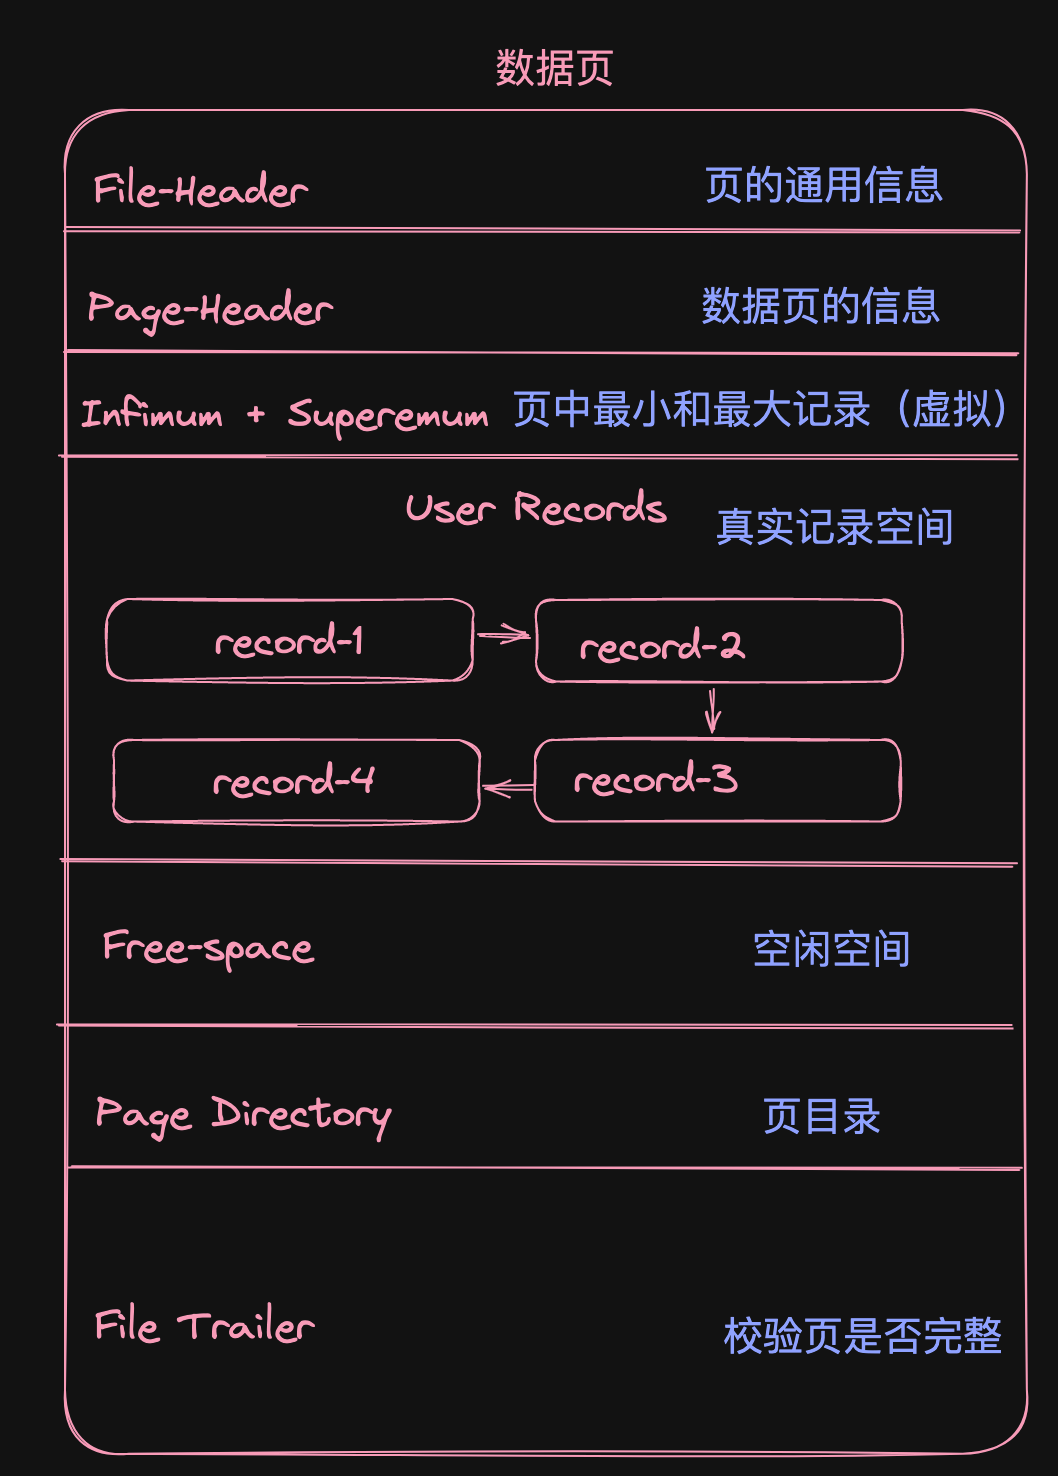 数据页
File-Header 页的通用信息
Page-Header 数据页的信息
Infimum + Superemum 页中最小和最大记录（虚拟）
User Records 真实记录空间
record-1 record-2
record-4 record-3
Free-space 空闲空间
Page Directory 页目录
File Trailer 校验页是否完整